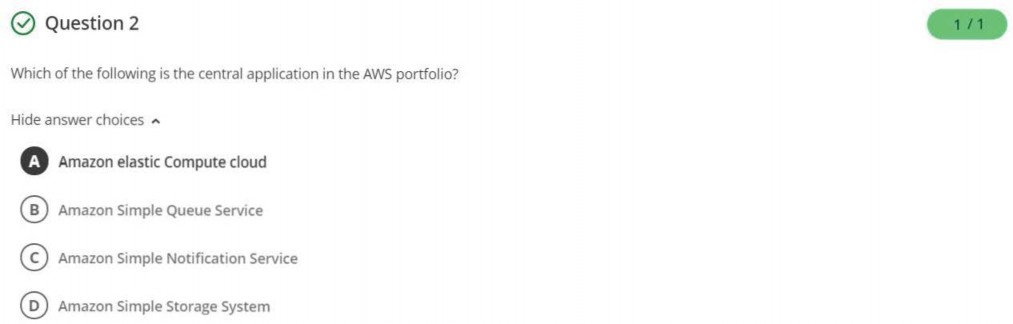 Question 2
1 / 1
Which of the following is the central application in the AWS portfolio?
Hide answer choices
A Amazon elastic Compute cloud
B Amazon Simple Queue Service
C Amazon Simple Notification Service
D Amazon Simple Storage System